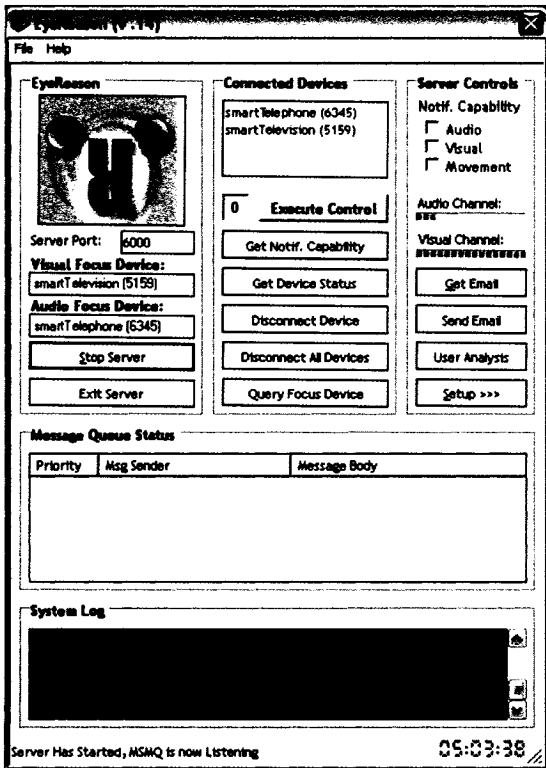 EyeReason (v .14)
File Help
EyeReason
Server Port: 6000
Visual Focus Device:
smartTelevision (5159)
Audio Focus Device:
smartTelephone (6345)
Stop Server
Exit Server
Connected Devices
smartTelephone (6345)
smartTelevision (5159)
0 Execute Control
Get Notif. Capability
Get Device Status
Disconnect Device
Disconnect All Devices
Query Focus Device
Server Controls
Notif. Capability
Audio
Visual
Movement
Audio Channel:
Visual Channel:
Get Email
Send Email
User Analysis
Setup >>>
Message Queue Status
Priority Msg Sender Message Body
System Log
Server Has Started, MSMQ is now Listening 05:03:38